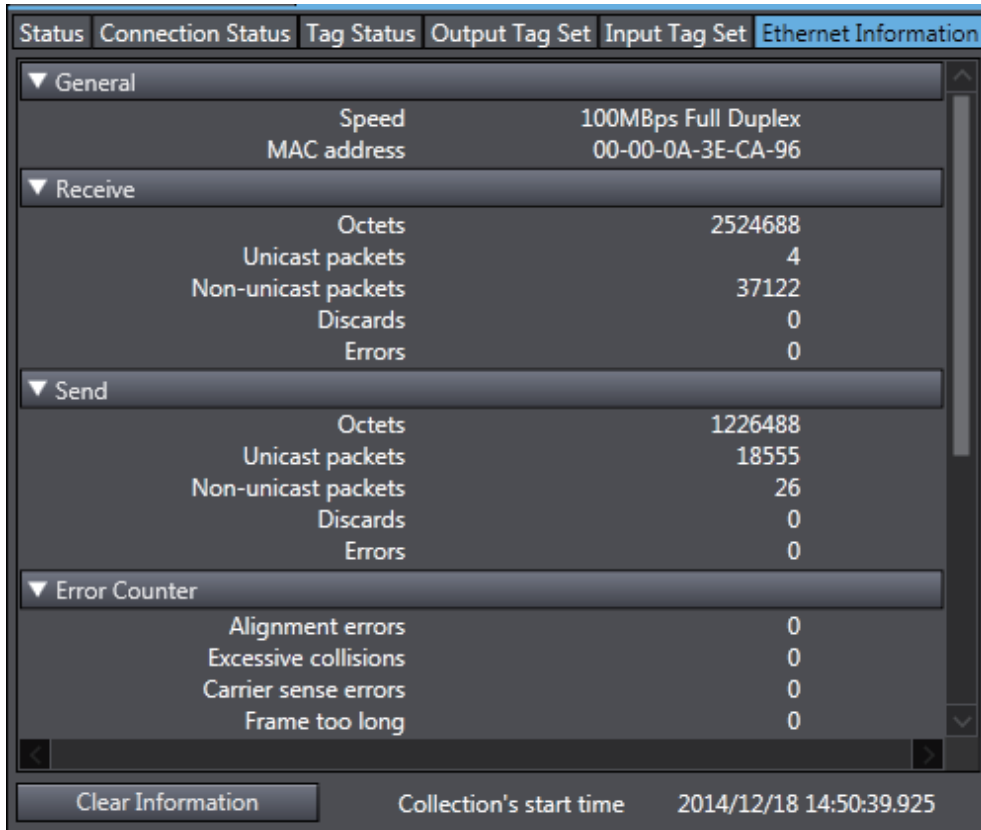 Status Connection Status Tag Status Output Tag Set Input Tag Set Ethernet Information
General
Speed 100MBps Full Duplex
MAC address 00-00-0A-3E-CA-96
Receive
Octets 2524688
Unicast packets 4
Non-unicast packets 37122
Discards 0
Errors 0
Send
Octets 1226488
Unicast packets 18555
Non-unicast packets 26
Discards 0
Errors 0
Error Counter
Alignment errors 0
Excessive collisions 0
Carrier sense errors 0
Frame too long 0
Clear Information Collection's start time 2014/12/18 14:50:39.925